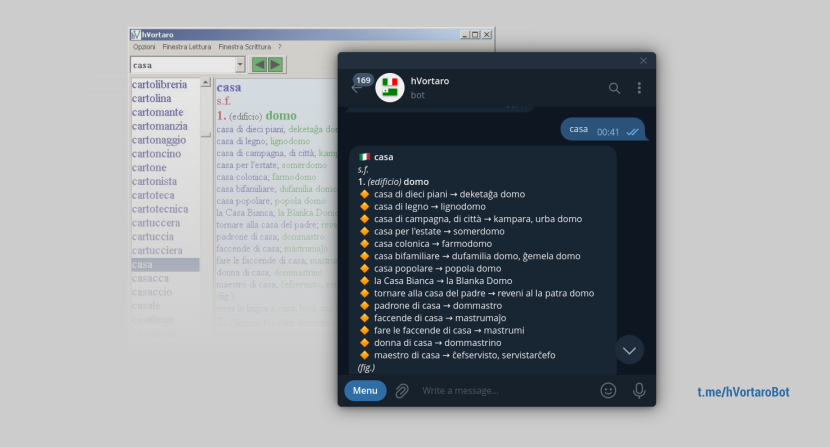 hVortaro
Opzioni Finestra Lettura Finestra Scrittura ?
casa
cartolibreria
cartolina
cartomante
cartomanzia
cartonaggio
cartoncino
cartone
cartonista
cartoteca
cartotecnica
cartuccera
cartuccia
cartucciera
casa
casacca
casaccio
casale
casa
s.f.
1. (edificio) domo
casa di dieci piani; deketaĝa
casa di legno; lignodomo
casa di campagna, di città;
casa per l'estate; somerdomo
casa colonica; farmodomo
casa bifamiliare; dufamilia domo
casa popolare; popola domo
la Casa Bianca; la Blanka Domo
tornare alla casa del padre;
padrone di casa; dommastro
faccende di casa; mastrumaĵo
fare le faccende di casa;
donna di casa; dommastrino
maestro di casa; ĉefservisto,
(fig.)
169
hVortaro
bot
casa 00:41
🇮🇹 casa
s.f.
1. (edificio) domo
🔸 casa di dieci piani → deketaĝa domo
🔸 casa di legno → lignodomo
🔸 casa di campagna, di città → kampara, urba domo
🔸 casa per l'estate → somerdomo
🔸 casa colonica → farmodomo
🔸 casa bifamiliare → dufamilia domo, ĝemela domo
🔸 casa popolare → popola domo
🔸 la Casa Bianca → la Blanka Domo
🔸 tornare alla casa del padre → reveni al la patra domo
🔸 padrone di casa → dommastro
🔸 faccende di casa → mastrumaĵo
🔸 fare le faccende di casa → mastrumi
🔸 donna di casa → dommastrino
🔸 maestro di casa → ĉefservisto, servistarĉefo
(fig.)
Menu
Write a message...
t.me/hVortaroBot